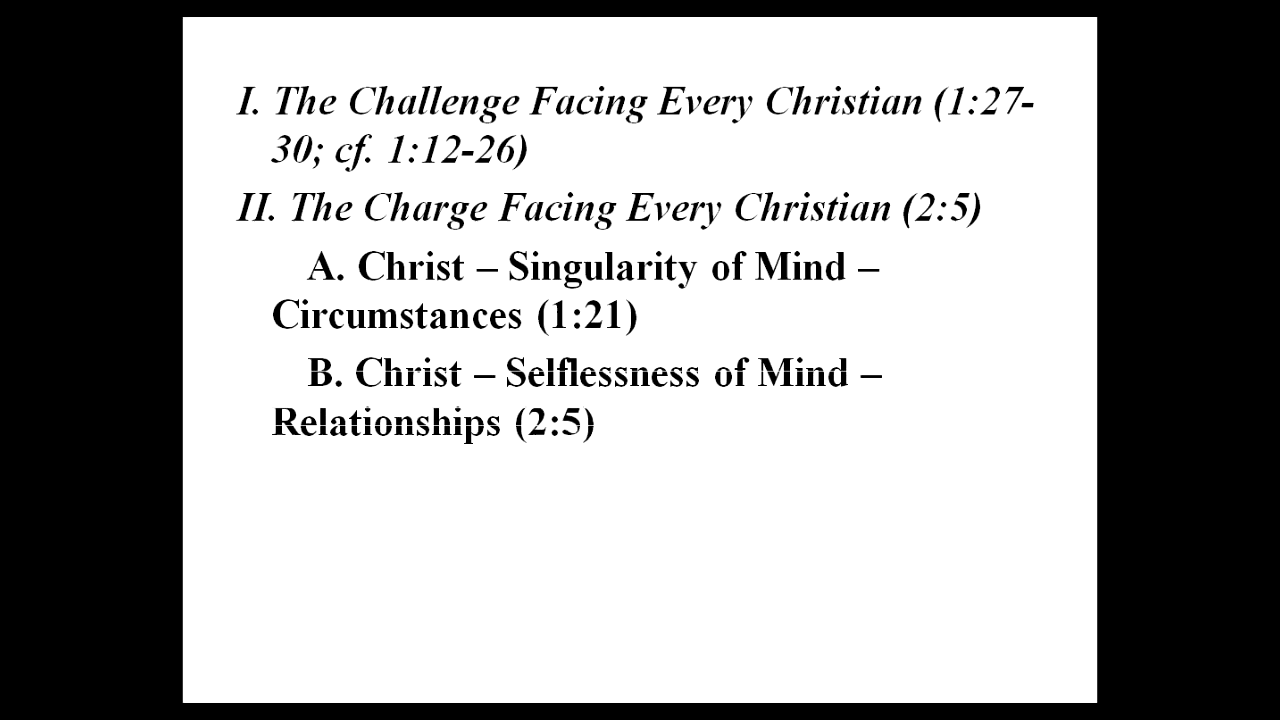 I. The Challenge Facing Every Christian (1:27-
30; cf. 1:12-26)
II. The Charge Facing Every Christian (2:5)
A. Christ – Singularity of Mind –
Circumstances (1:21)
B. Christ – Selflessness of Mind –
Relationships (2:5)